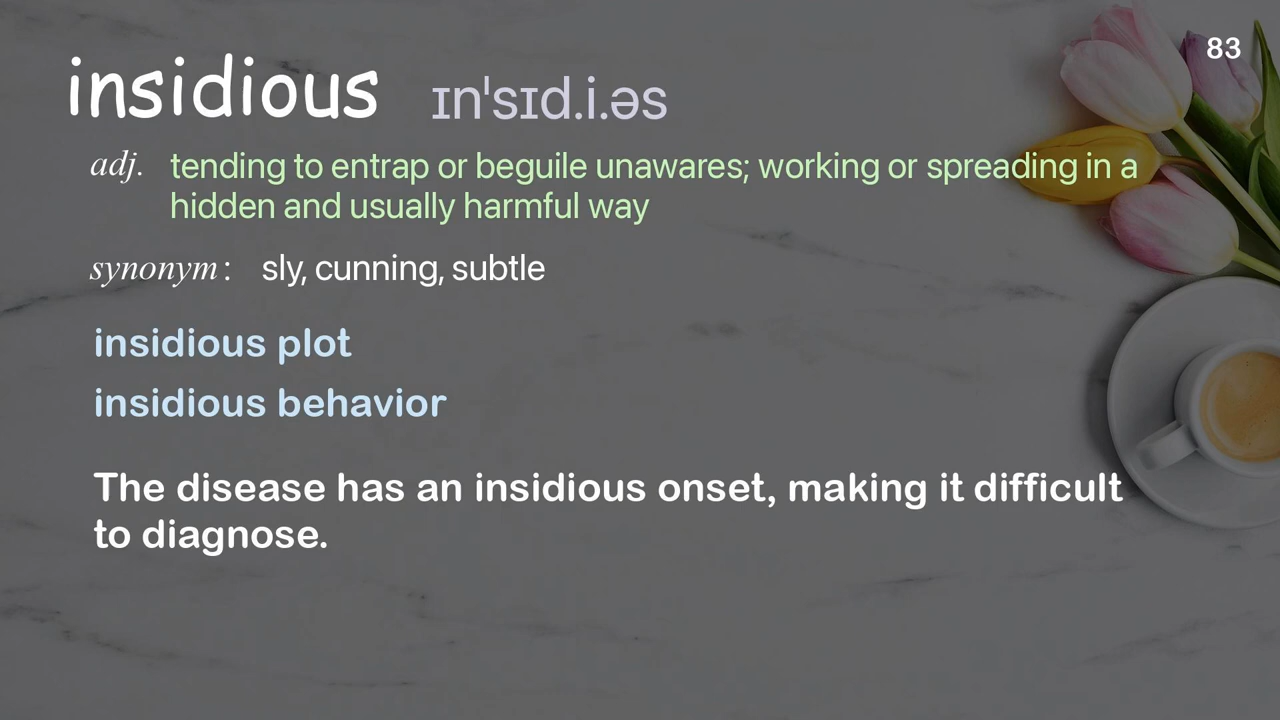 83
insidious ɪn'sɪd.i.əs
adj. tending to entrap or beguile unawares; working or spreading in a
hidden and usually harmful way
synonym: sly, cunning, subtle
insidious plot
insidious behavior
The disease has an insidious onset, making it difficult
to diagnose.